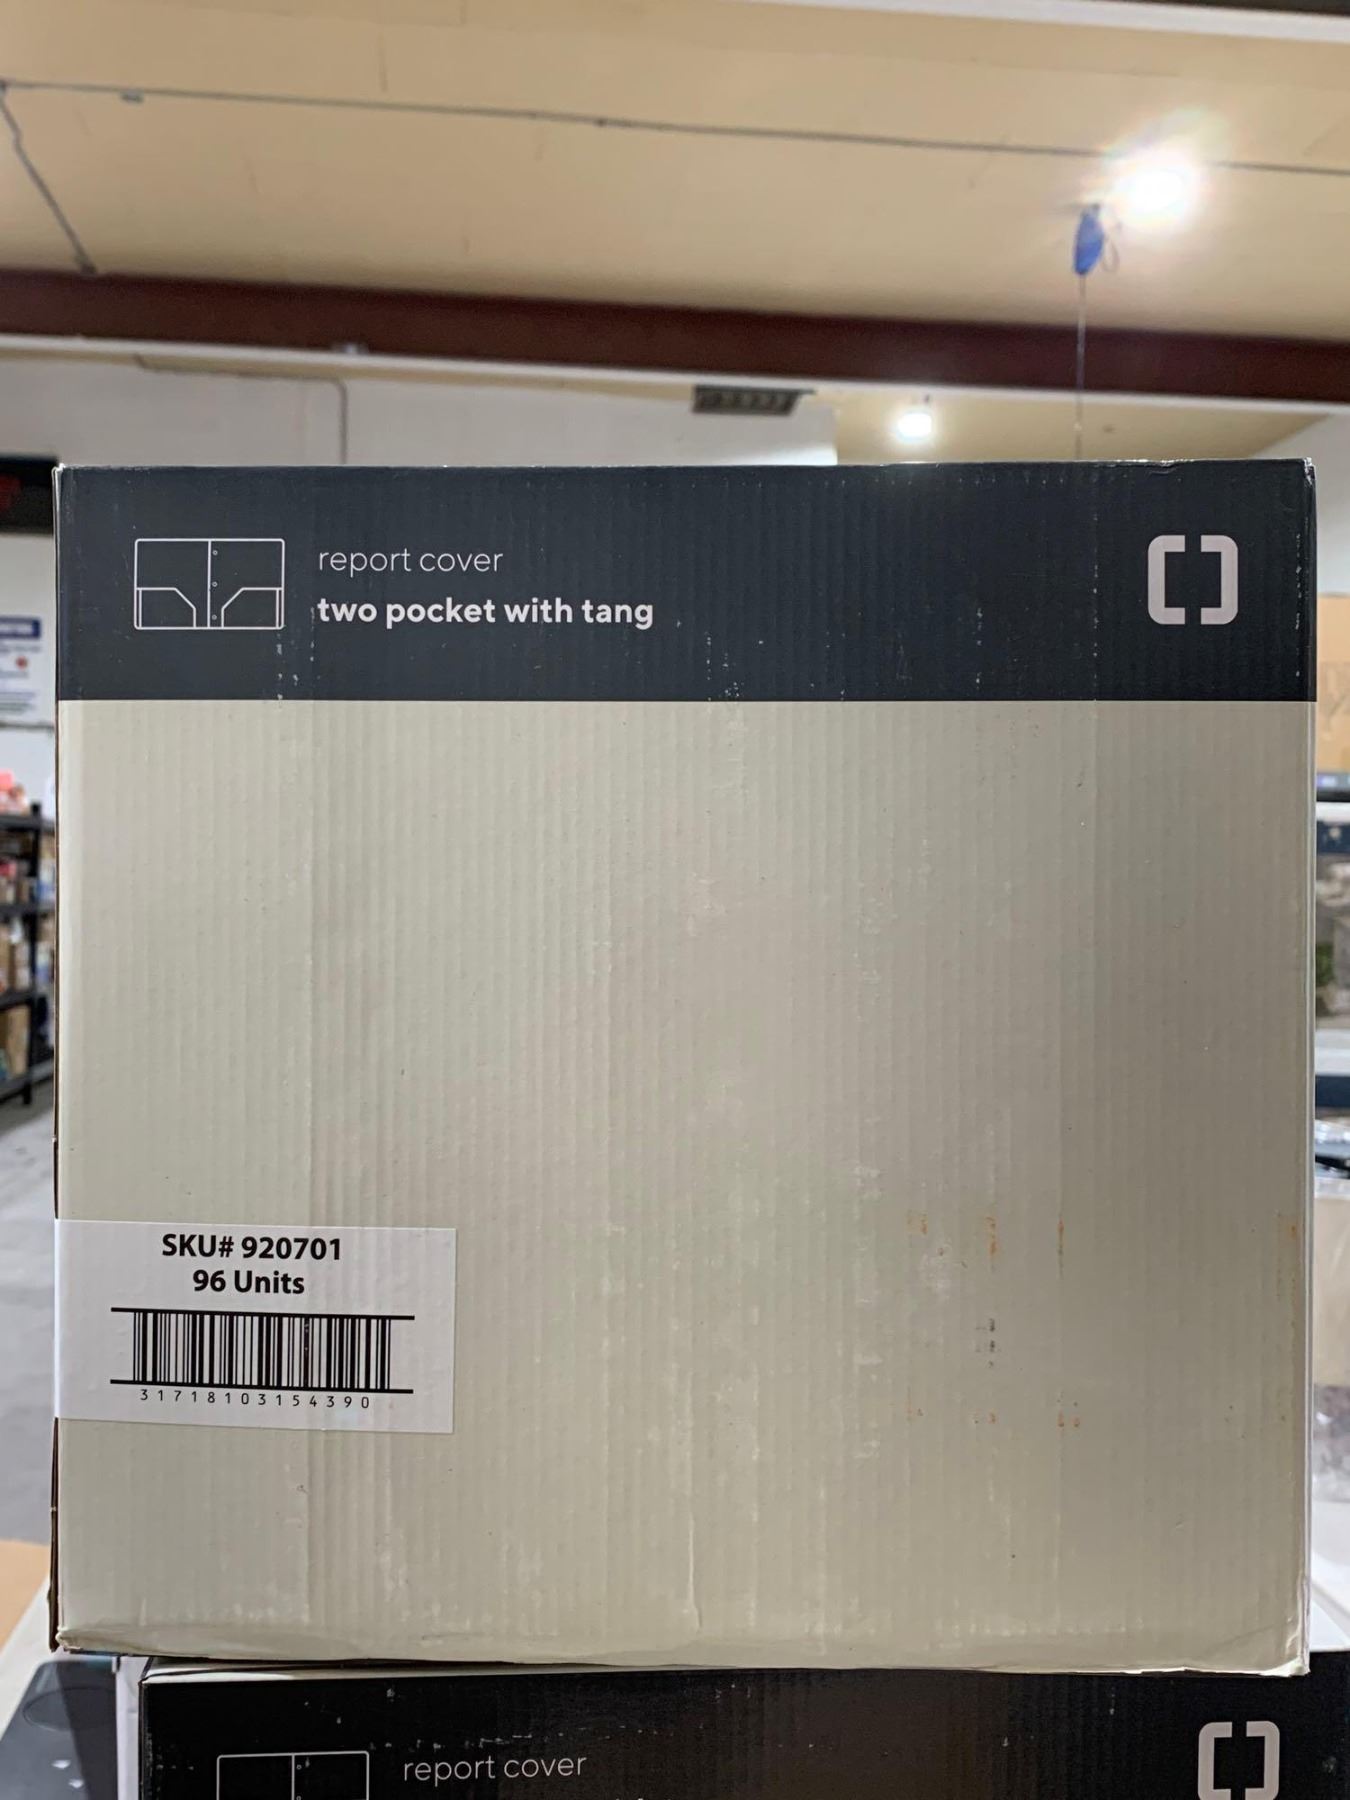 report cover
two pocket with tang
SKU# 920701
96 Units
31718103154390
report cover